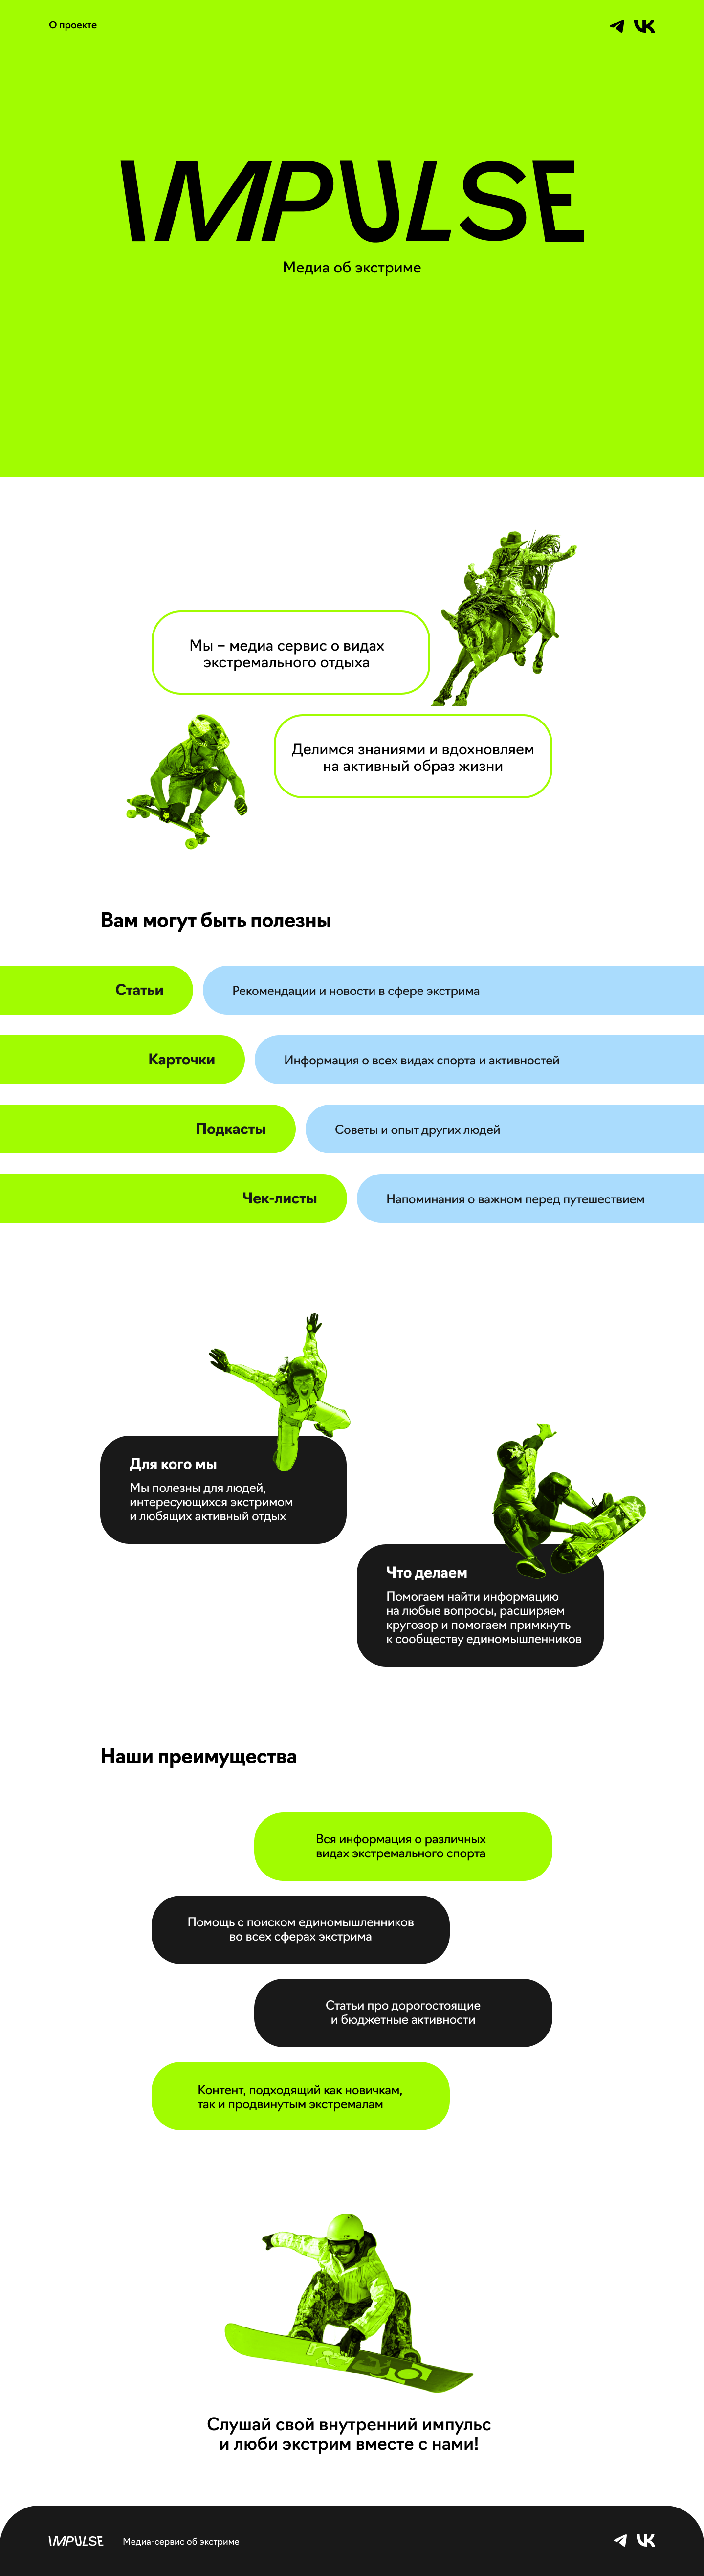 О проекте
IMPULSE
Медиа об экстриме
Мы – медиа сервис о видах
экстремального отдыха
Делимся знаниями и вдохновляем
на активный образ жизни
Вам могут быть полезны
Статьи
Рекомендации и новости в сфере экстрима
Карточки
Информация о всех видах спорта и активностей
Подкасты
Советы и опыт других людей
Чек-листы
Напоминания о важном перед путешествием
Для кого мы
Мы полезны для людей,
интересующихся экстримом
и любящих активный отдых
Что делаем
Помогаем найти информацию
на любые вопросы, расширяем
кругозор и помогаем примкнуть
к сообществу единомышленников
Наши преимущества
Вся информация о различных
видах экстремального спорта
Помощь с поиском единомышленников
во всех сферах экстрима
Статьи про дорогостоящие
и бюджетные активности
Контент, подходящий как новичкам,
так и продвинутым экстремалам
Слушай свой внутренний импульс
и люби экстрим вместе с нами!
IMPULSE
Медиа-сервис об экстриме